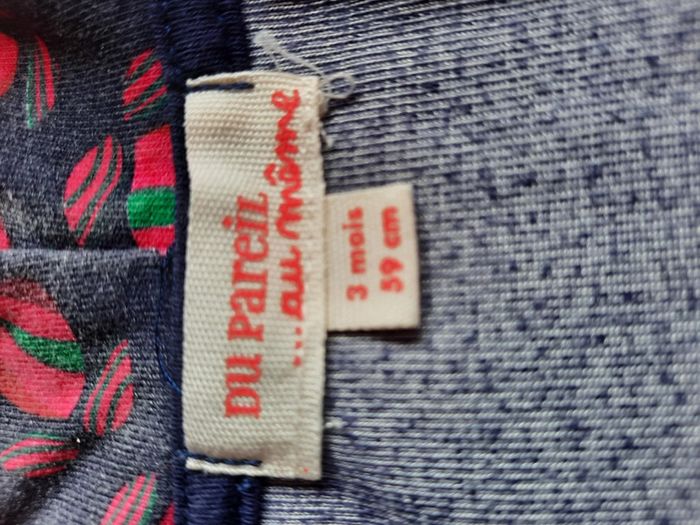 DU PAREIL
...au même
3 mois
59 cm